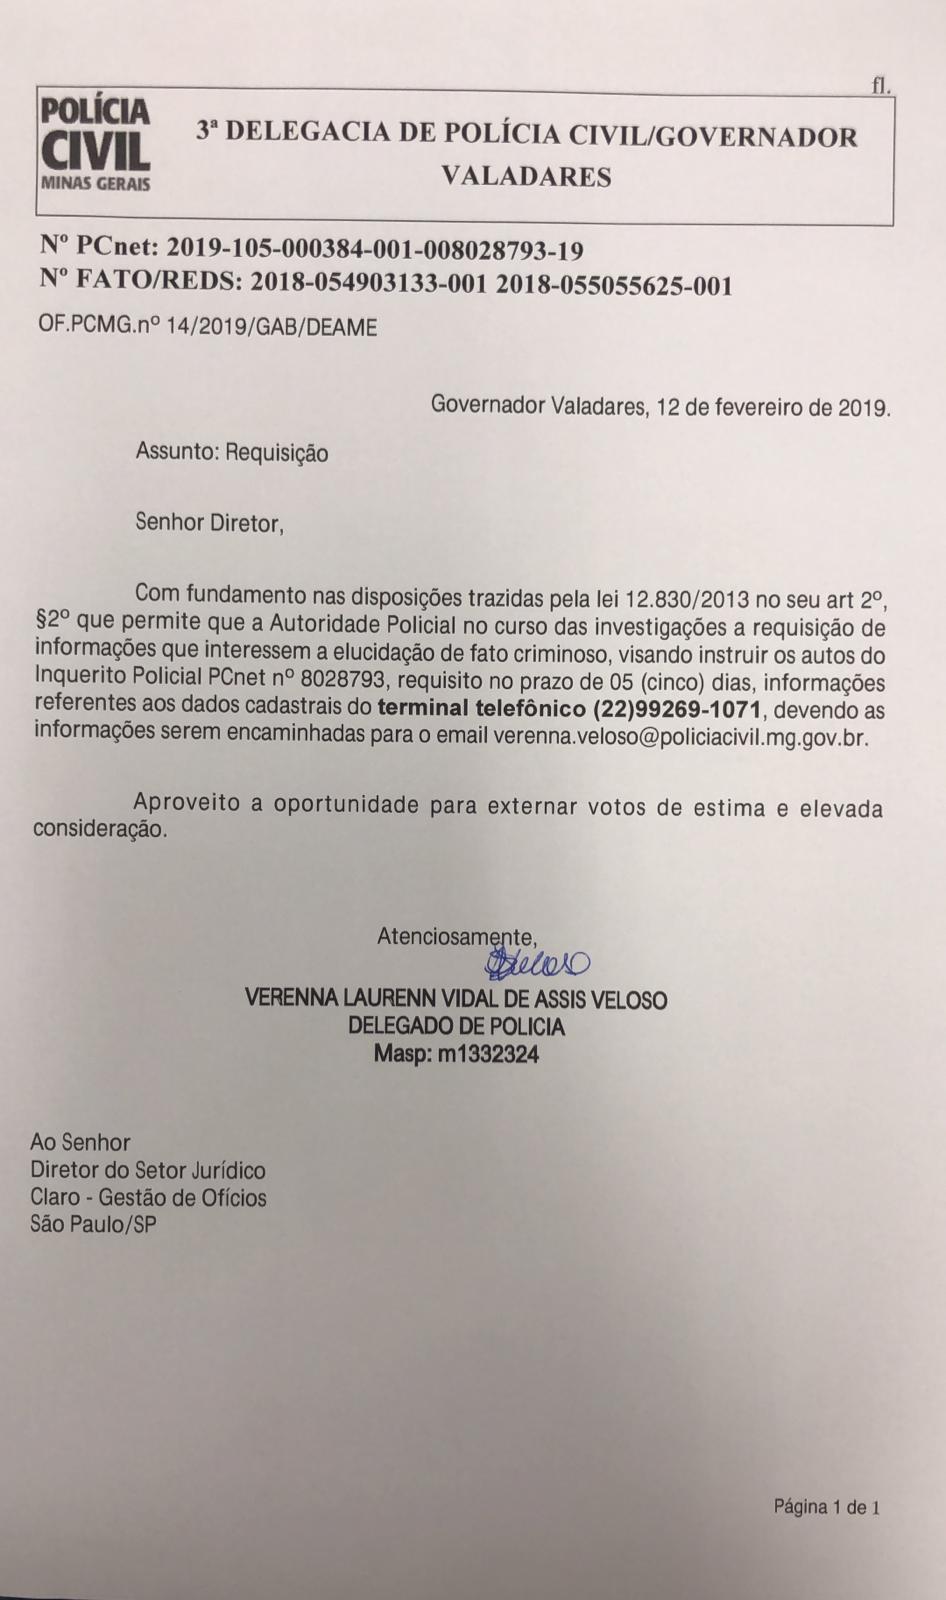 fl.
POLÍCIA
CIVIL
MINAS GERAIS
3ª DELEGACIA DE POLÍCIA CIVIL/GOVERNADOR
VALADARES
Nº PCnet: 2019-105-000384-001-008028793-19
Nº FATO/REDS: 2018-054903133-001 2018-055055625-001
OF.PCMG.nº 14/2019/GAB/DEAME
Governador Valadares, 12 de fevereiro de 2019.
Assunto: Requisição
Senhor Diretor,
Com fundamento nas disposições trazidas pela lei 12.830/2013 no seu art 2º,
§2º que permite que a Autoridade Policial no curso das investigações a requisição de
informações que interessem a elucidação de fato criminoso, visando instruir os autos do
Inquerito Policial PCnet nº 8028793, requisito no prazo de 05 (cinco) dias, informações
referentes aos dados cadastrais do terminal telefônico (22)99269-1071, devendo as
informações serem encaminhadas para o email verenna.veloso@policiacivil.mg.gov.br.
Aproveito a oportunidade para externar votos de estima e elevada
consideração.
Atenciosamente,
Veloso
VERENNA LAURENN VIDAL DE ASSIS VELOSO
DELEGADO DE POLICIA
Masp: m1332324
Ao Senhor
Diretor do Setor Jurídico
Claro - Gestão de Ofícios
São Paulo/SP
Página 1 de 1